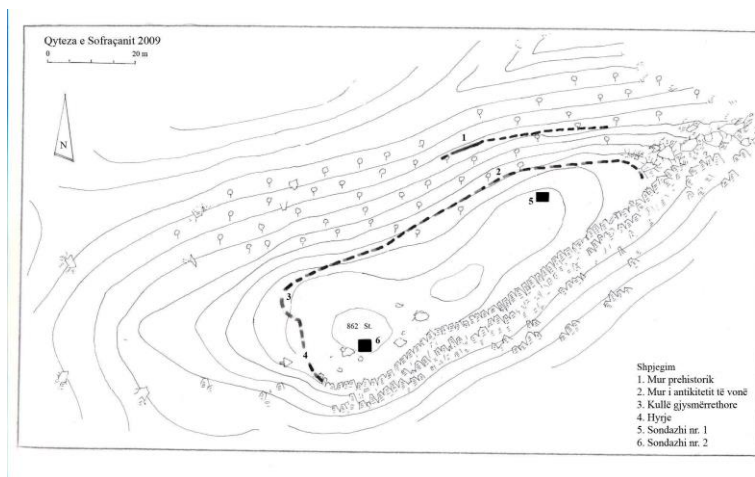 Qyteza e Sofraçanit 2009
0 20 m
N
1
2
5
3
862 St.
6
4
Shpjegim
1. Mur prehistorik
2. Mur i antikitetit të vonë
3. Kullë gjysmërrethore
4. Hyrje
5. Sondazhi nr. 1
6. Sondazhi nr. 2